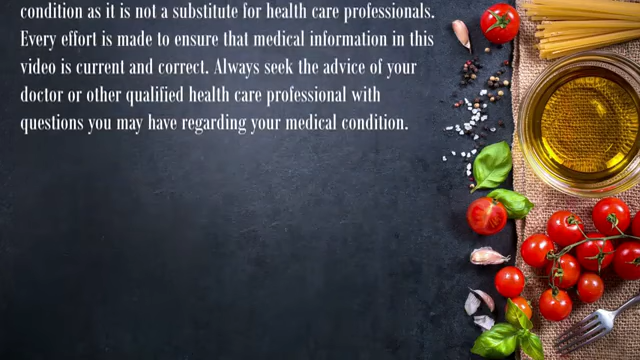 condition as it is not a substitute for health care professionals.
Every effort is made to ensure that medical information in this
video is current and correct. Always seek the advice of your
doctor or other qualified health care professional with
questions you may have regarding your medical condition.